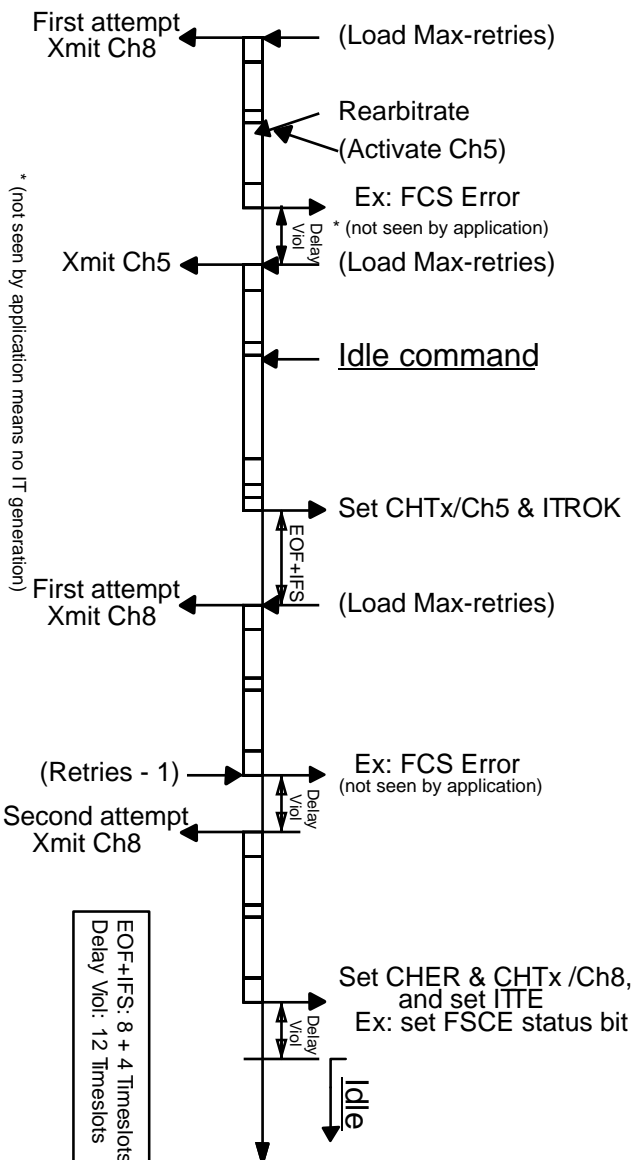 First attempt
Xmit Ch8
(Load Max-retries)
Rearbitrate
(Activate Ch5)
Ex: FCS Error
* (not seen by application)
Delay
Viol
Xmit Ch5
(Load Max-retries)
Idle command
* (not seen by application means no IT generation)
Set CHTx/Ch5 & ITROK
EOF+IFS
First attempt
Xmit Ch8
(Load Max-retries)
(Retries - 1)
Ex: FCS Error
(not seen by application)
Delay
Viol
Second attempt
Xmit Ch8
Set CHER & CHTx /Ch8,
and set ITTE
Ex: set FSCE status bit
Delay
Viol
Idle
EOF+IFS: 8 + 4 Timeslots
Delay Viol: 12 Timeslots